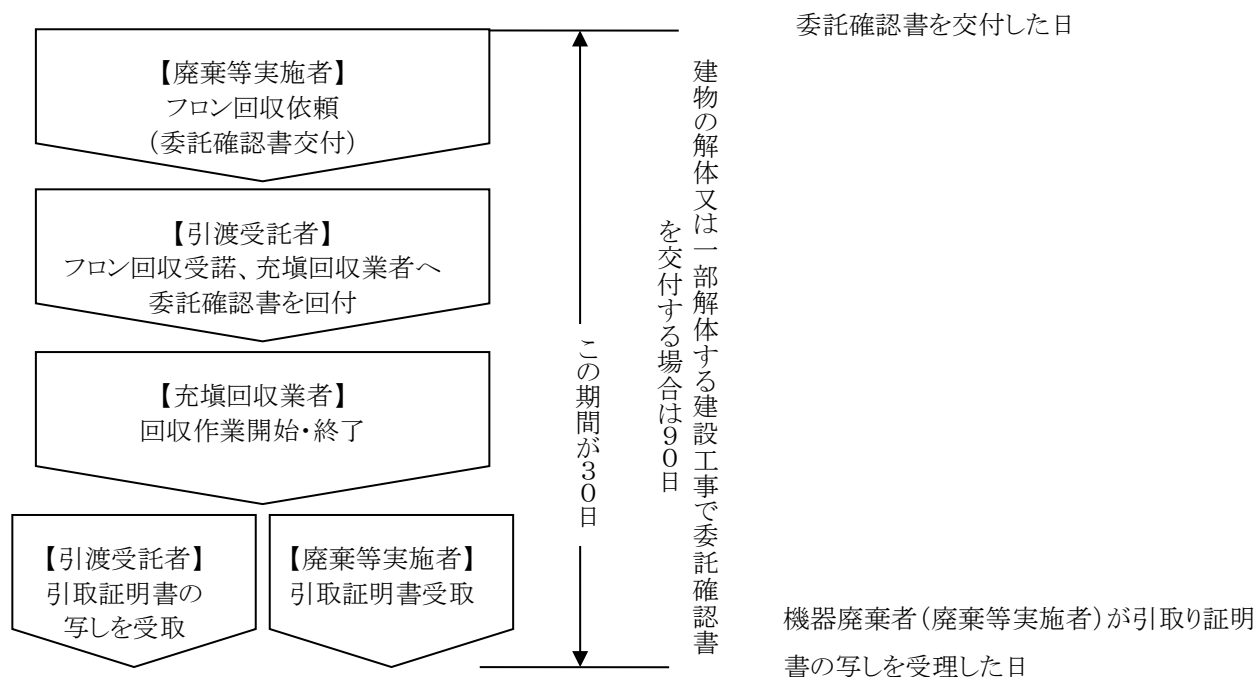 委託確認書を交付した日
【廃棄等実施者】
フロン回収依頼
（委託確認書交付）
【引渡受託者】
フロン回収受諾、充塡回収業者へ
委託確認書を回付
【充塡回収業者】
回収作業開始・終了
【引渡受託者】
引取証明書の
写しを受取
【廃棄等実施者】
引取証明書受取
この期間が３０日
建物の解体又は一部解体する建設工事で委託確認書
を交付する場合は９０日
機器廃棄者（廃棄等実施者）が引取り証明
書の写しを受理した日